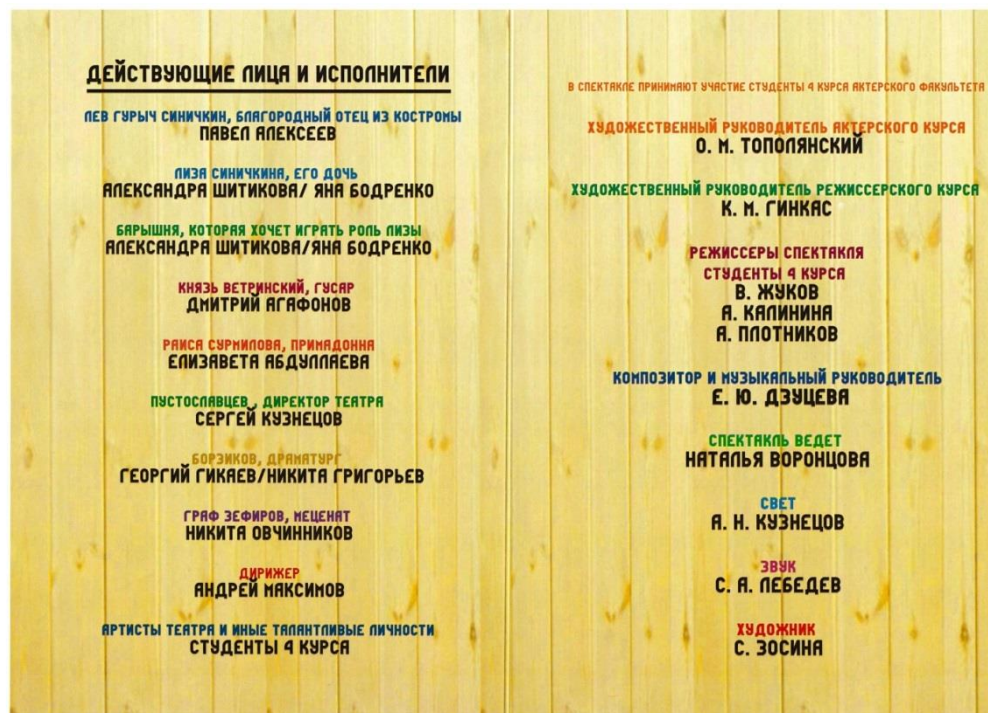 ДЕЙСТВУЮЩИЕ ЛИЦА И ИСПОЛНИТЕЛИ
ЛЕВ ГУРЫЧ СИНИЧКИН, БЛАГОРОДНЫЙ ОТЕЦ ИЗ КОСТРОМЫ
ПАВЕЛ АЛЕКСЕЕВ
ЛИЗА СИНИЧКИНА, ЕГО ДОЧЬ
АЛЕКСАНДРА ШИТИКОВА/ ЯНА БОДРЕНКО
БАРЫШНЯ, КОТОРАЯ ХОЧЕТ ИГРАТЬ РОЛЬ ЛИЗЫ
АЛЕКСАНДРА ШИТИКОВА/ЯНА БОДРЕНКО
КНЯЗЬ ВЕТРИНСКИЙ, ГУСАР
ДМИТРИЙ АГАФОНОВ
РАИСА СУРМИЛОВА, ПРИМАДОННА
ЕЛИЗАВЕТА АБДУЛЛАЕВА
ПУСТОСЛАВЦЕВ , ДИРЕКТОР ТЕАТРА
СЕРГЕЙ КУЗНЕЦОВ
БОРЗИКОВ, ДРАМАТУРГ
ГЕОРГИЙ ГИКАЕВ/НИКИТА ГРИГОРЬЕВ
ГРАФ ЗЕФИРОВ, МЕЦЕНАТ
НИКИТА ОВЧИННИКОВ
ДИРИЖЕР
АНДРЕЙ МАКСИМОВ
АРТИСТЫ ТЕАТРА И ИНЫЕ ТАЛАНТЛИВЫЕ ЛИЧНОСТИ
СТУДЕНТЫ 4 КУРСА
В СПЕКТАКЛЕ ПРИНИМАЮТ УЧАСТИЕ СТУДЕНТЫ 4 КУРСА АКТЕРСКОГО ФАКУЛЬТЕТА
ХУДОЖЕСТВЕННЫЙ РУКОВОДИТЕЛЬ АКТЕРСКОГО КУРСА
О. М. ТОПОЛЯНСКИЙ
ХУДОЖЕСТВЕННЫЙ РУКОВОДИТЕЛЬ РЕЖИССЕРСКОГО КУРСА
К. М. ГИНКАС
РЕЖИССЕРЫ СПЕКТАКЛЯ
СТУДЕНТЫ 4 КУРСА
В. ЖУКОВ
А. КАЛИНИНА
А. ПЛОТНИКОВ
КОМПОЗИТОР И МУЗЫКАЛЬНЫЙ РУКОВОДИТЕЛЬ
Е. Ю. ДЗУЦЕВА
СПЕКТАКЛЬ ВЕДЕТ
НАТАЛЬЯ ВОРОНЦОВА
СВЕТ
А. Н. КУЗНЕЦОВ
ЗВУК
С. А. ЛЕБЕДЕВ
ХУДОЖНИК
С. ЗОСИНА